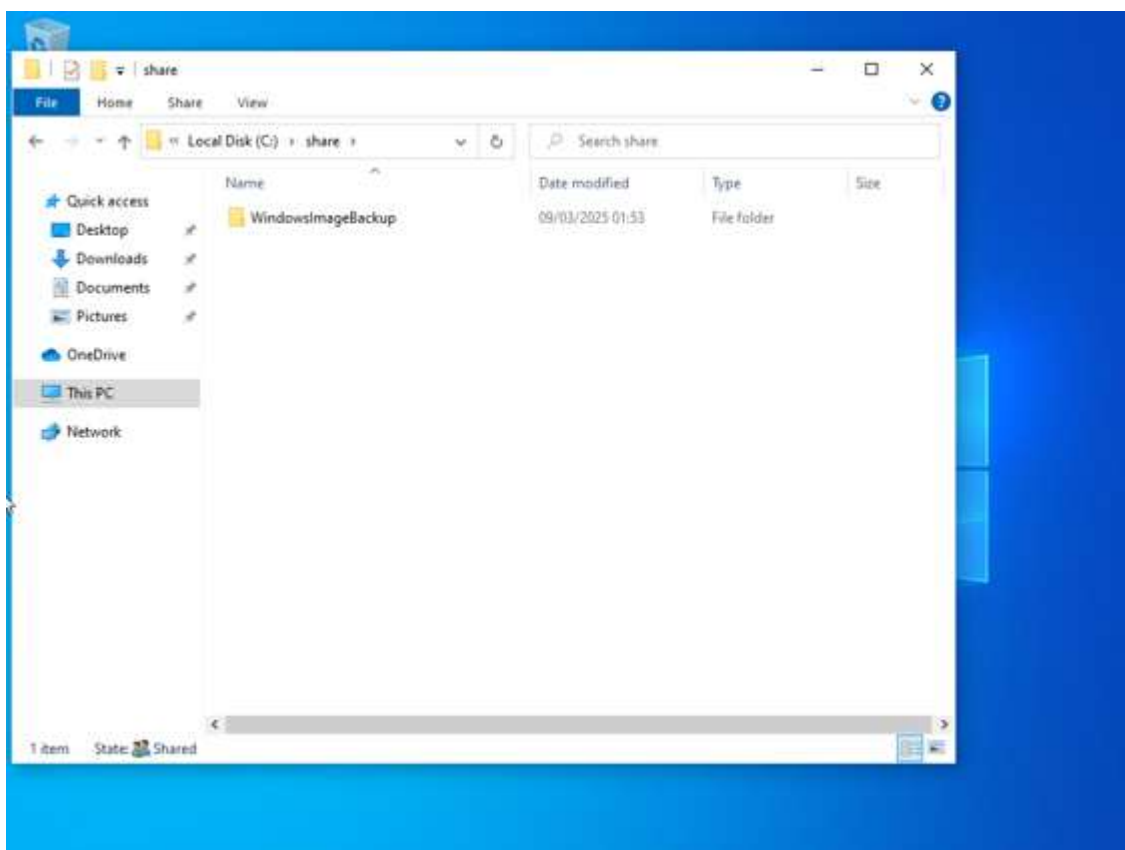 share
File Home Share View
« Local Disk (C:) › share › Search share
Name Date modified Type Size
Quick access
WindowsImageBackup 09/03/2025 01:53 File folder
Desktop
Downloads
Documents
Pictures
OneDrive
This PC
Network
1 item State: Shared